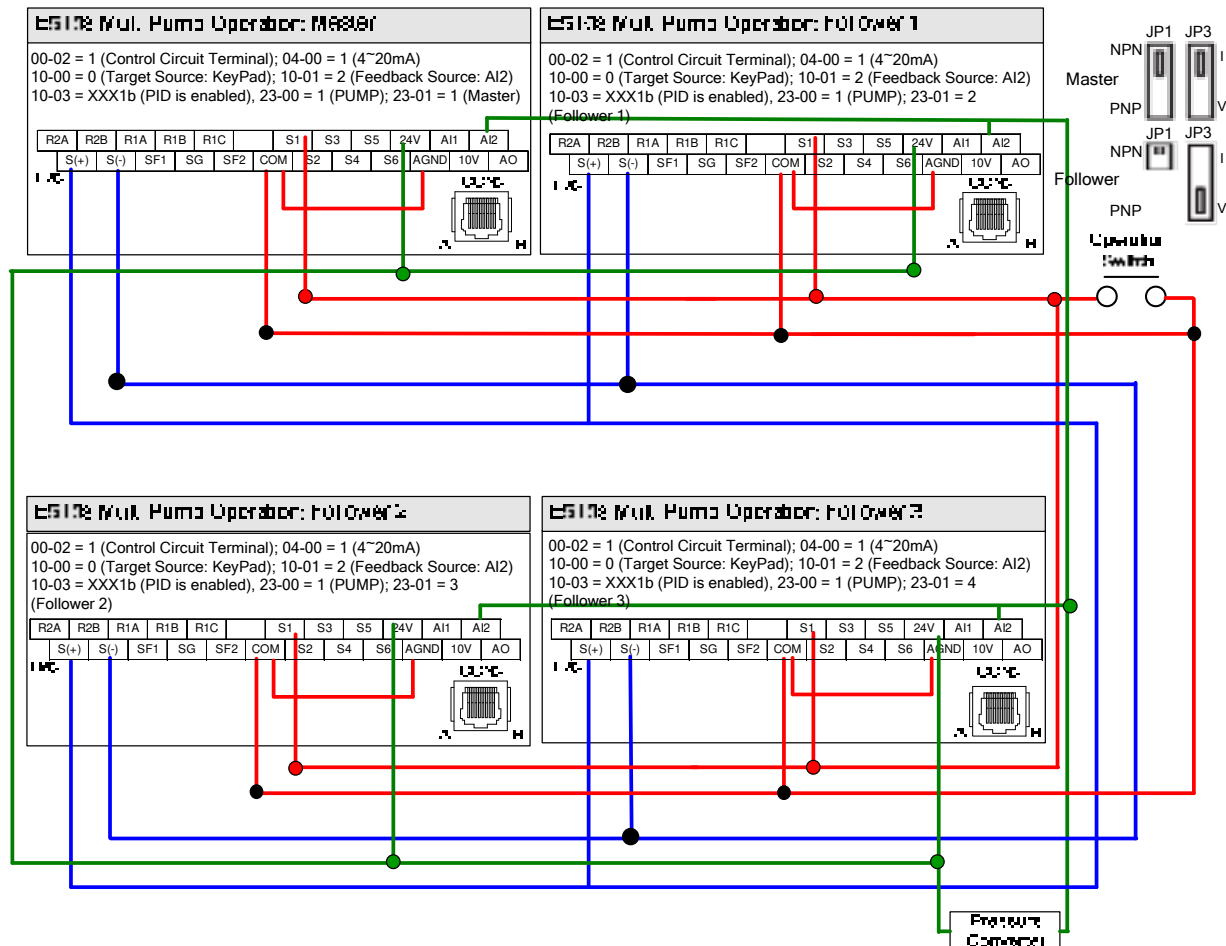 Multi Pump Operation: Master
00-02 = 1 (Control Circuit Terminal); 04-00 = 1 (4~20mA)
10-00 = 0 (Target Source: KeyPad); 10-01 = 2 (Feedback Source: AI2)
10-03 = XXX1b (PID is enabled), 23-00 = 1 (PUMP); 23-01 = 1 (Master)
R2A R2B R1A R1B R1C S1 S3 S5 24V AI1 AI2
S(+) S(-) SF1 SG SF2 COM S2 S4 S6 AGND 10V AO
Multi Pump Operation: Follower 1
00-02 = 1 (Control Circuit Terminal); 04-00 = 1 (4~20mA)
10-00 = 0 (Target Source: KeyPad); 10-01 = 2 (Feedback Source: AI2)
10-03 = XXX1b (PID is enabled), 23-00 = 1 (PUMP); 23-01 = 2
(Follower 1)
R2A R2B R1A R1B R1C S1 S3 S5 24V AI1 AI2
S(+) S(-) SF1 SG SF2 COM S2 S4 S6 AGND 10V AO
JP1 JP3
NPN I
Master
PNP V
JP1 JP3
NPN I
Follower
PNP V
Operation
Switch
Multi Pump Operation: Follower 2
00-02 = 1 (Control Circuit Terminal); 04-00 = 1 (4~20mA)
10-00 = 0 (Target Source: KeyPad); 10-01 = 2 (Feedback Source: AI2)
10-03 = XXX1b (PID is enabled), 23-00 = 1 (PUMP); 23-01 = 3
(Follower 2)
R2A R2B R1A R1B R1C S1 S3 S5 24V AI1 AI2
S(+) S(-) SF1 SG SF2 COM S2 S4 S6 AGND 10V AO
Multi Pump Operation: Follower 3
00-02 = 1 (Control Circuit Terminal); 04-00 = 1 (4~20mA)
10-00 = 0 (Target Source: KeyPad); 10-01 = 2 (Feedback Source: AI2)
10-03 = XXX1b (PID is enabled), 23-00 = 1 (PUMP); 23-01 = 4
(Follower 3)
R2A R2B R1A R1B R1C S1 S3 S5 24V AI1 AI2
S(+) S(-) SF1 SG SF2 COM S2 S4 S6 AGND 10V AO
Pressure